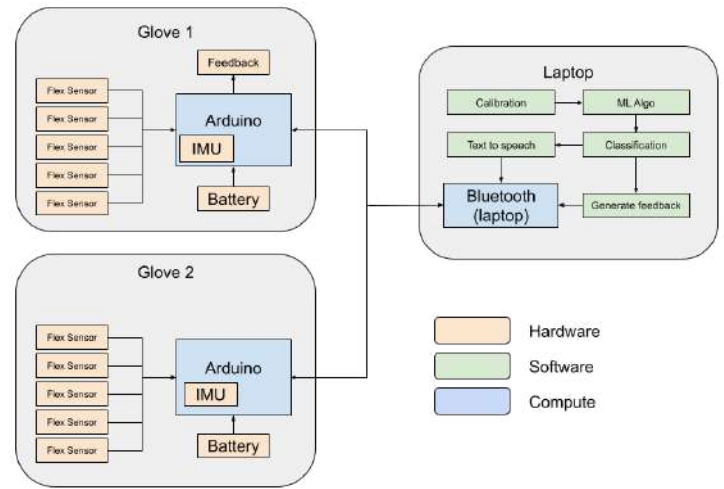 Glove 1
Feedback
Flex Sensor
Flex Sensor
Flex Sensor
Flex Sensor
Flex Sensor
Arduino
IMU
Battery
Glove 2
Flex Sensor
Flex Sensor
Flex Sensor
Flex Sensor
Flex Sensor
Arduino
IMU
Battery
Laptop
Calibration
ML Algo
Text to speech
Classification
Bluetooth
(laptop)
Generate feedback
Hardware
Software
Compute